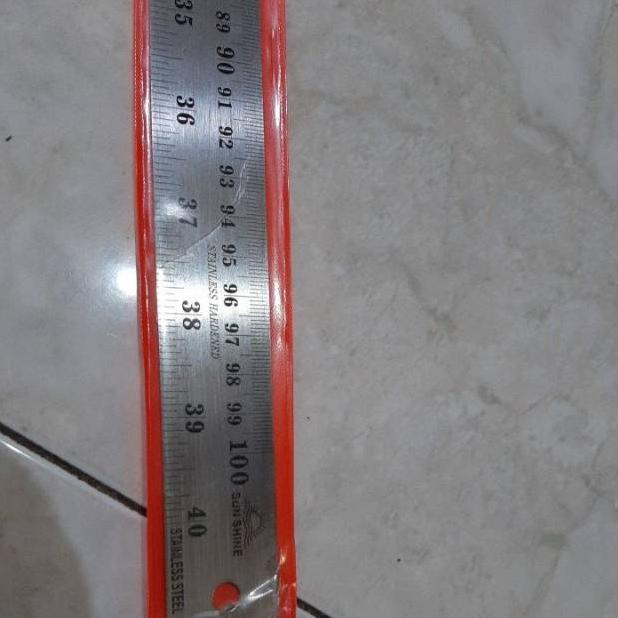 35 36 37 38 39 40
89 90 91 92 93 94 95 96 97 98 99 100
STAINLESS HARDENED
SUN SHINE
STAINLESS STEEL